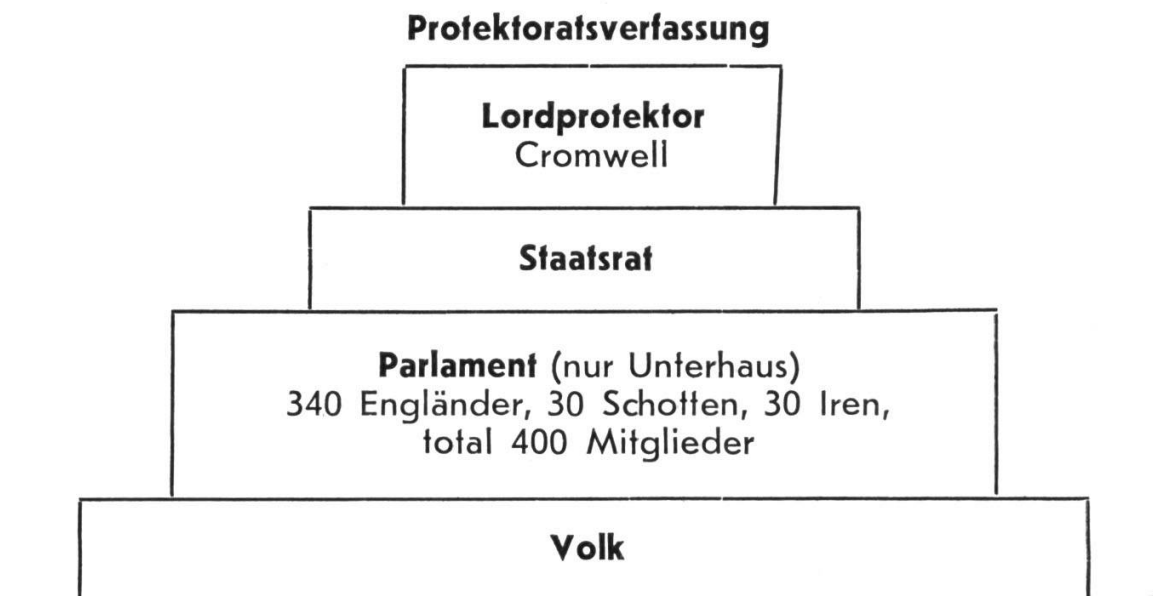 Protektoratsverfassung
Lordprotektor
Cromwell
Staatsrat
Parlament (nur Unterhaus)
340 Engländer, 30 Schotten, 30 Iren,
total 400 Mitglieder
Volk